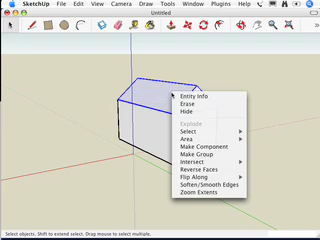 SketchUp File Edit View Camera Draw Tools Window Plugins Help
Untitled
Entity Info
Erase
Hide
Explode
Select
Area
Make Component
Make Group
Intersect
Reverse Faces
Flip Along
Soften/Smooth Edges
Zoom Extents
Select objects. Shift to extend select. Drag mouse to select multiple.